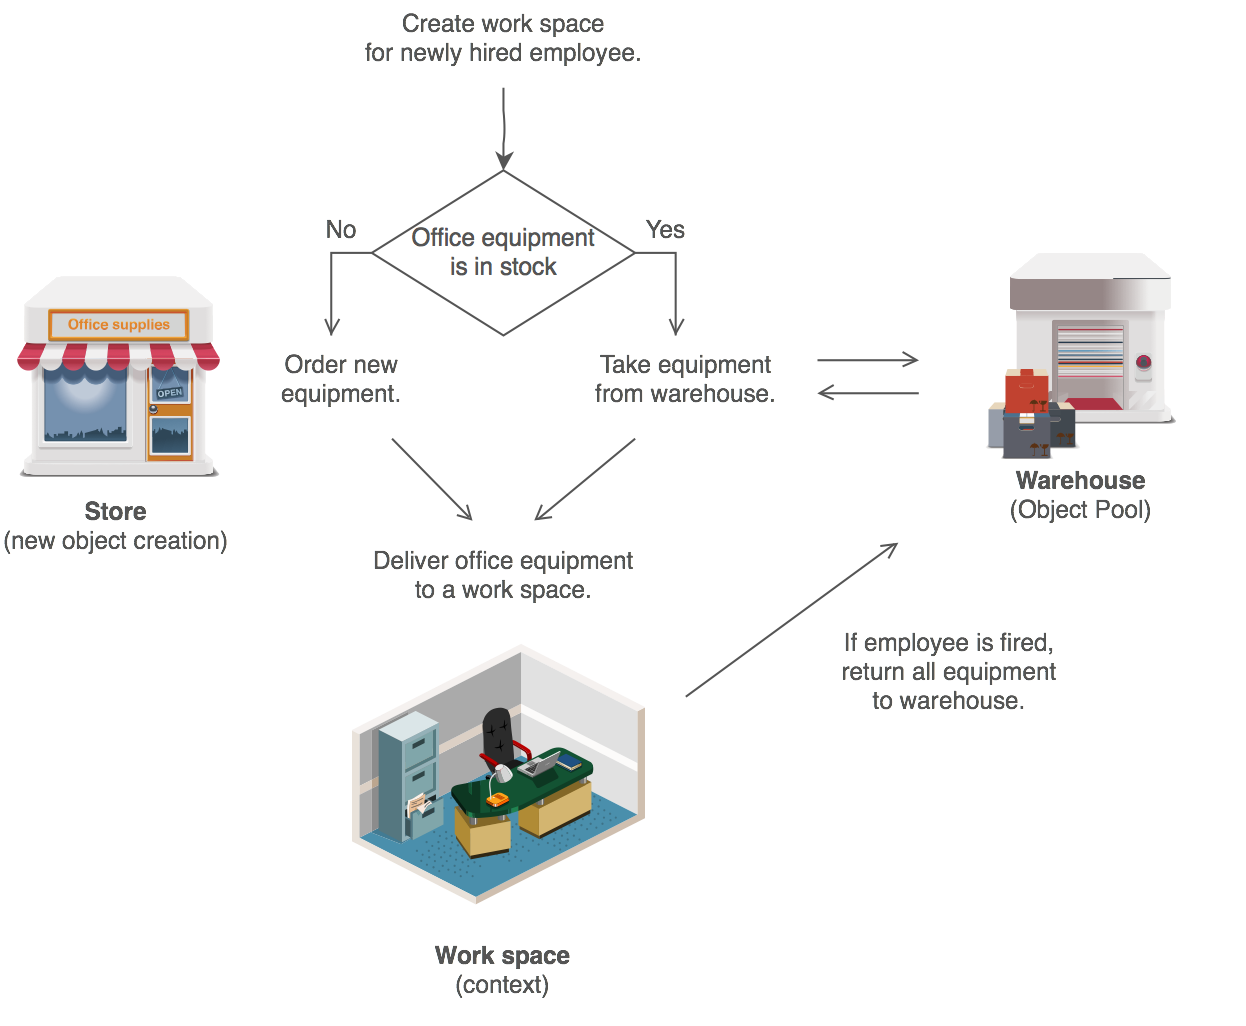 Create work space
for newly hired employee.
No
Yes
Office equipment
is in stock
Office supplies
OPEN
Order new
equipment.
Take equipment
from warehouse.
Store
(new object creation)
Warehouse
(Object Pool)
Deliver office equipment
to a work space.
If employee is fired,
return all equipment
to warehouse.
Work space
(context)